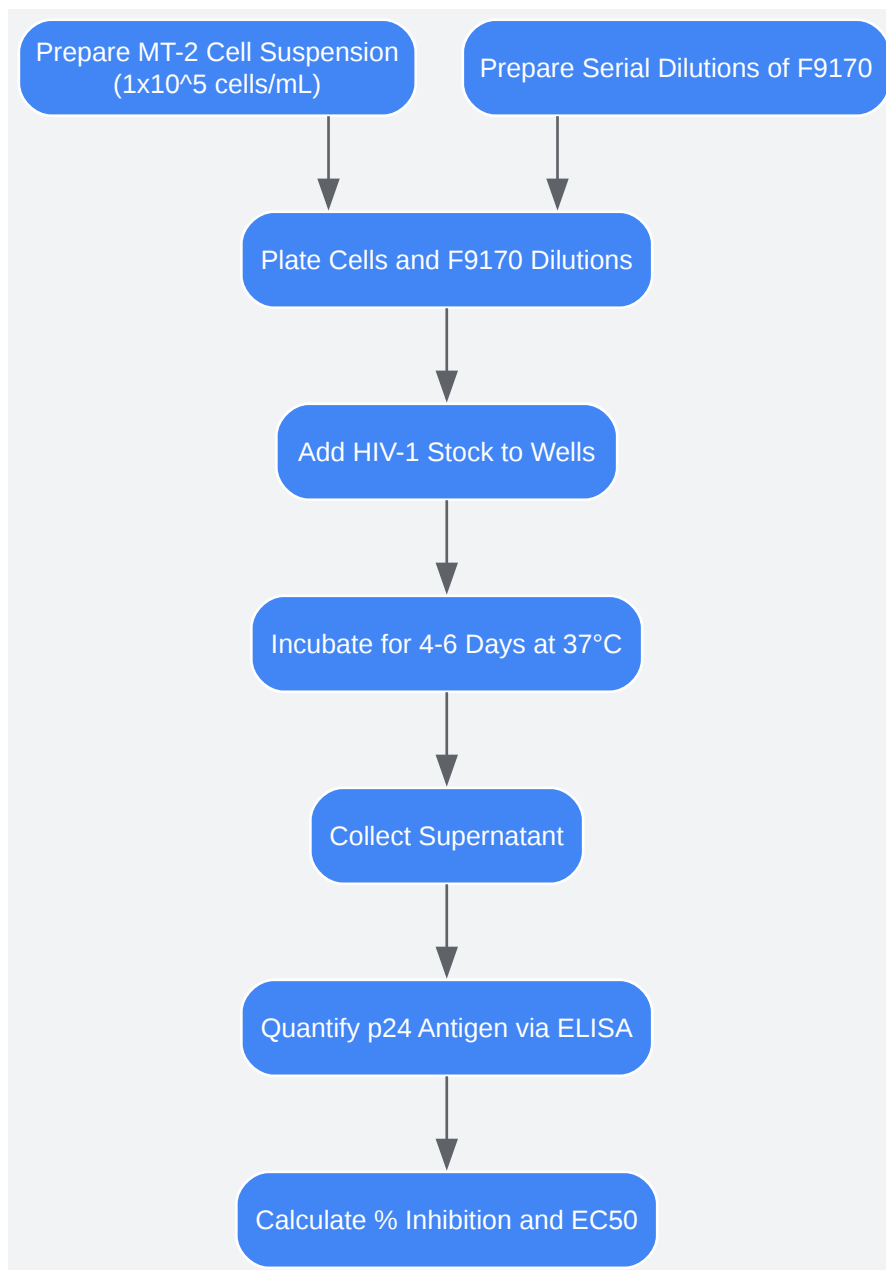 Prepare MT-2 Cell Suspension
(1x10^5 cells/mL)
Prepare Serial Dilutions of F9170
Plate Cells and F9170 Dilutions
Add HIV-1 Stock to Wells
Incubate for 4-6 Days at 37°C
Collect Supernatant
Quantify p24 Antigen via ELISA
Calculate % Inhibition and EC50